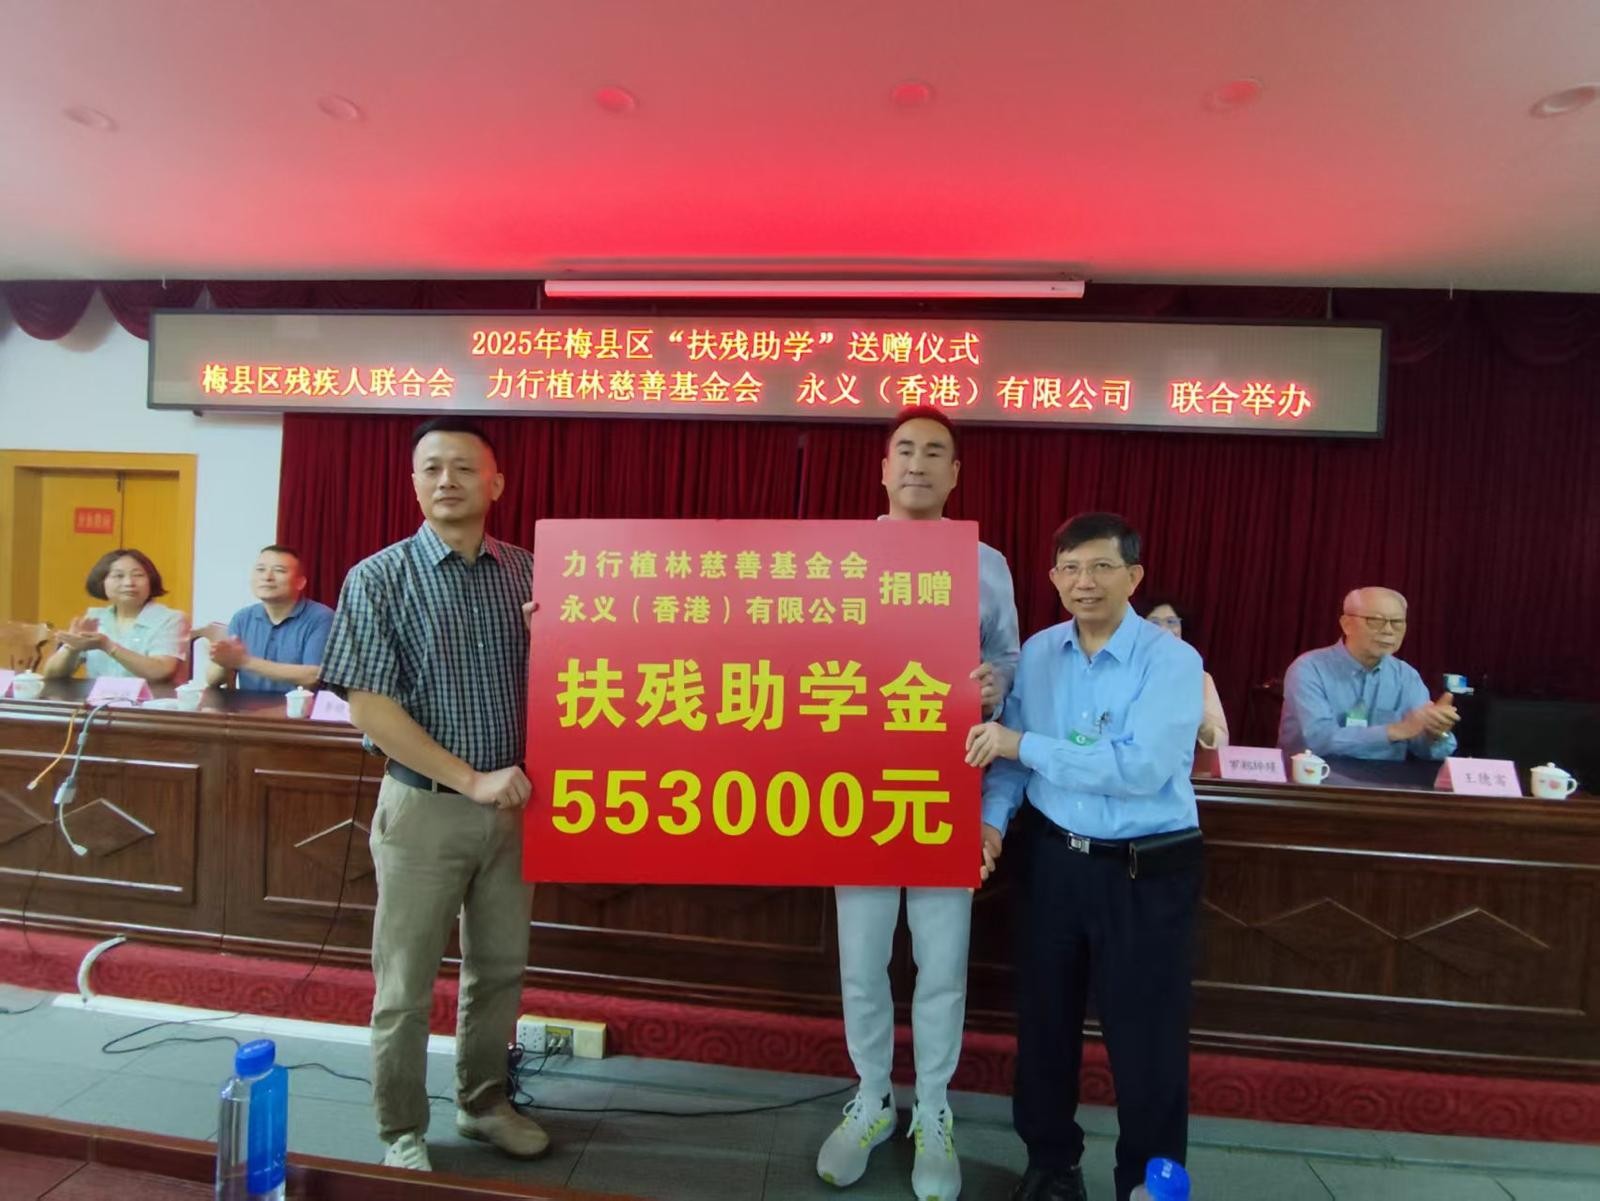 2025年梅县区“扶残助学”送赠仪式
梅县区残疾人联合会 力行植林慈善基金会 永义（香港）有限公司 联合举办
力行植林慈善基金会
永义（香港）有限公司
捐赠
扶残助学金
553000元
王德